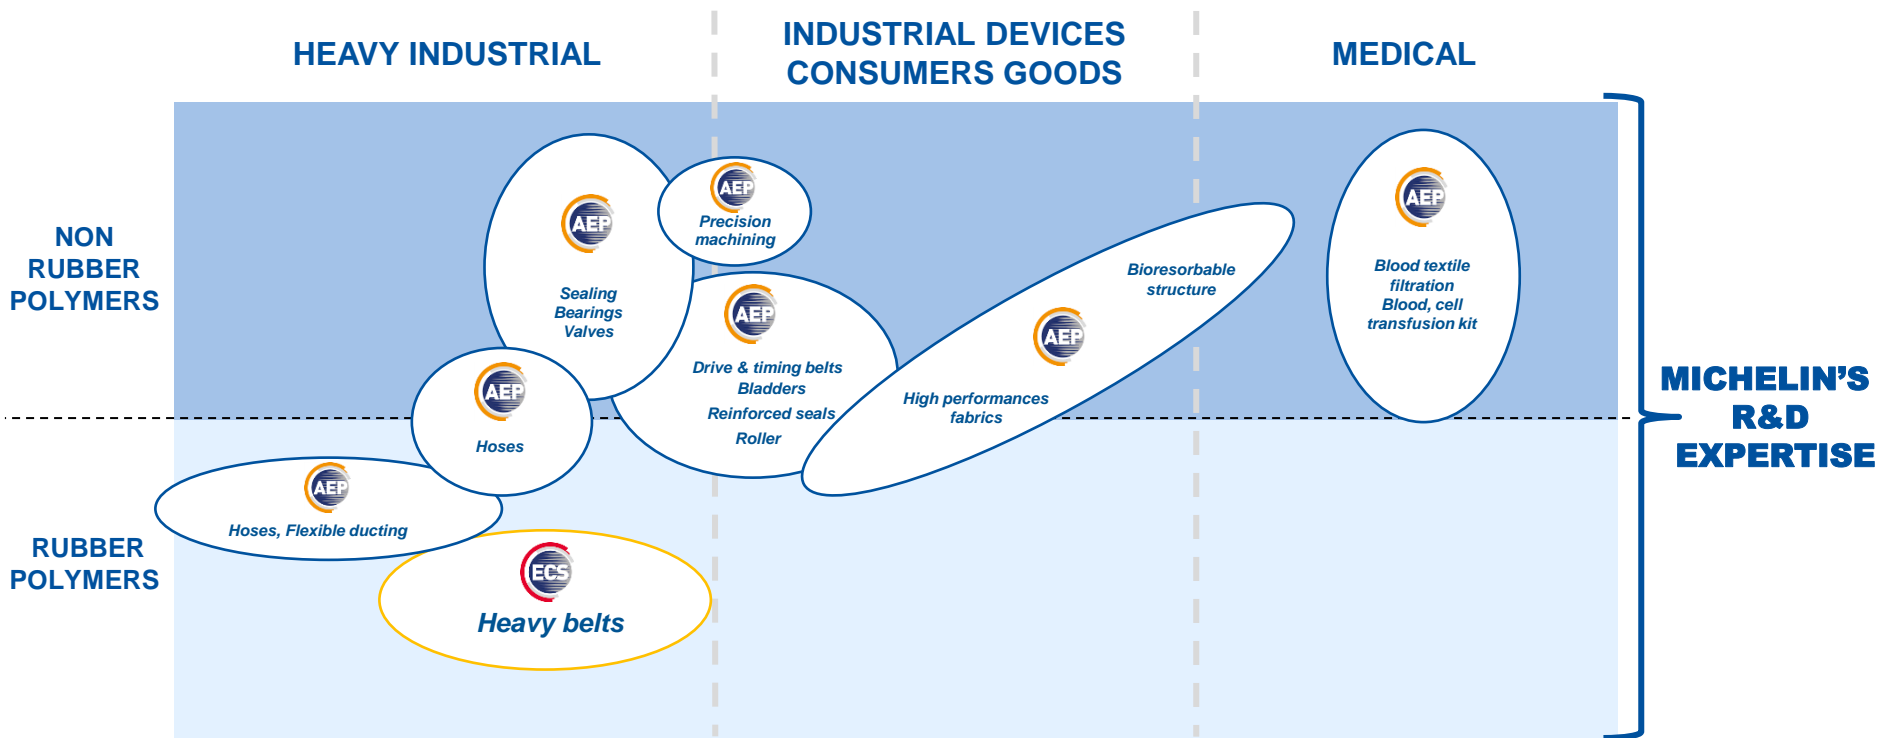 HEAVY INDUSTRIAL
INDUSTRIAL DEVICES
CONSUMERS GOODS
MEDICAL
NON
RUBBER
POLYMERS
RUBBER
POLYMERS
AEP
Sealing
Bearings
Valves
AEP
Precision
machining
AEP
Drive & timing belts
Bladders
Reinforced seals
Roller
AEP
Hoses
AEP
Hoses, Flexible ducting
ECS
Heavy belts
AEP
High performances
fabrics
Bioresorbable
structure
AEP
Blood textile
filtration
Blood, cell
transfusion kit
MICHELIN'S
R&D
EXPERTISE